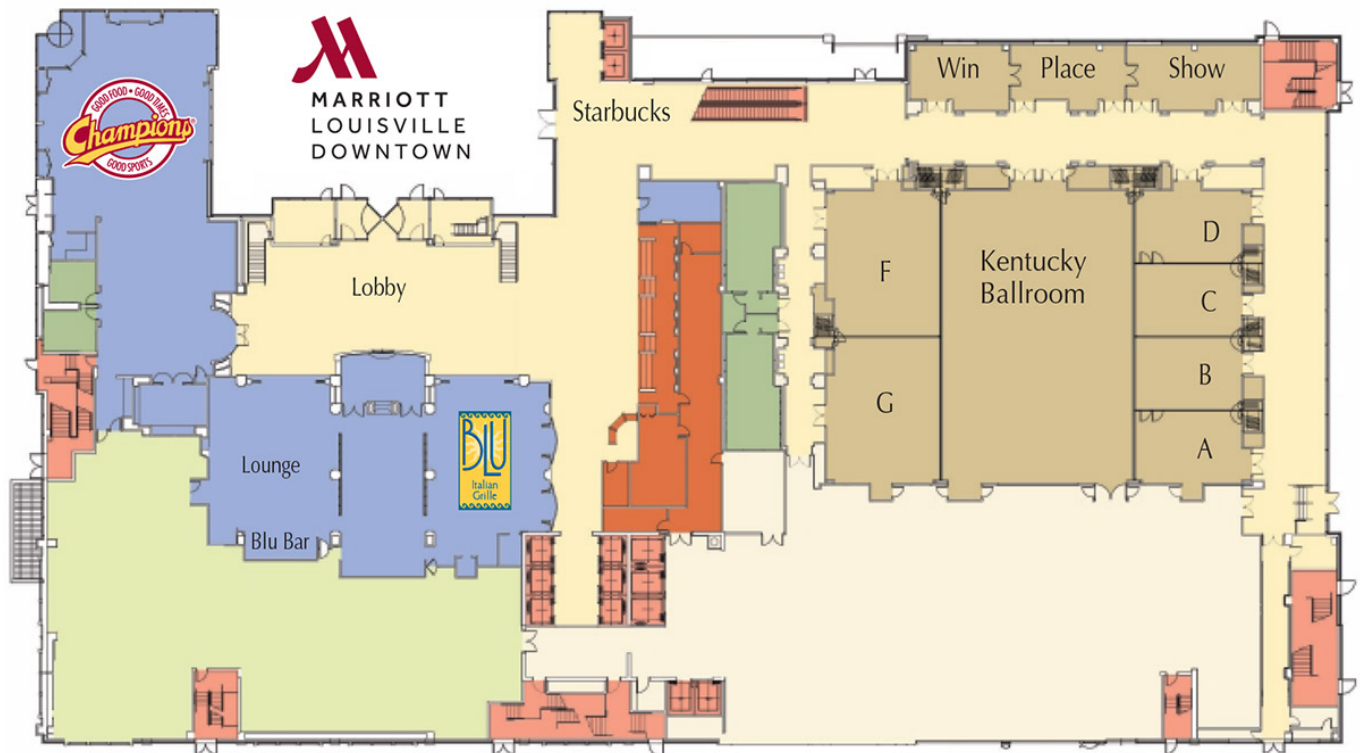 GOOD FOOD • GOOD TIMES
Champions®
GOOD SPORTS
MARRIOTT
LOUISVILLE
DOWNTOWN
Starbucks
Win
Place
Show
Lobby
F
Kentucky
Ballroom
D
C
B
A
G
Lounge
BLU
Italian
Grille
Blu Bar